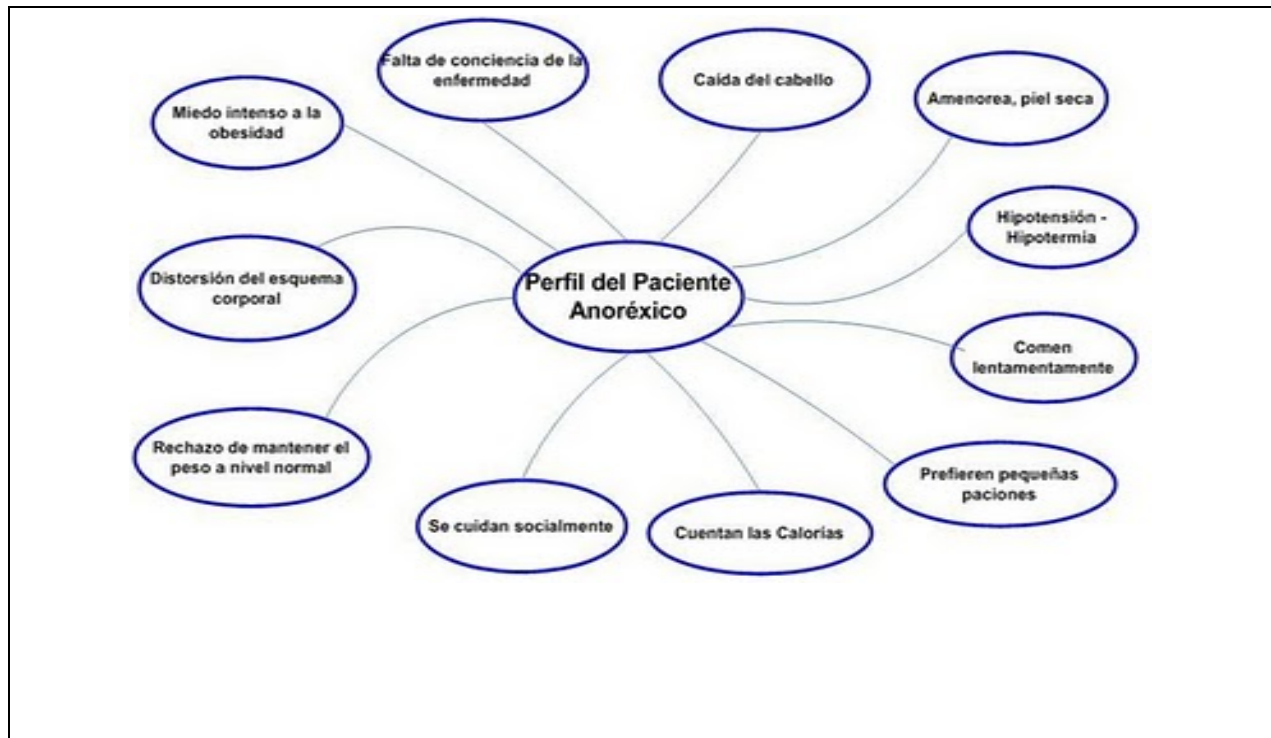 Falta de conciencia de la
enfermedad
Caída del cabello
Amenorea, piel seca
Miedo intenso a la
obesidad
Hipotensión -
Hipotermia
Distorsión del esquema
corporal
Perfil del Paciente
Anoréxico
Comen
lentamentamente
Rechazo de mantener el
peso a nivel normal
Prefieren pequeñas
paciones
Se cuidan socialmente
Cuentan las Calorías